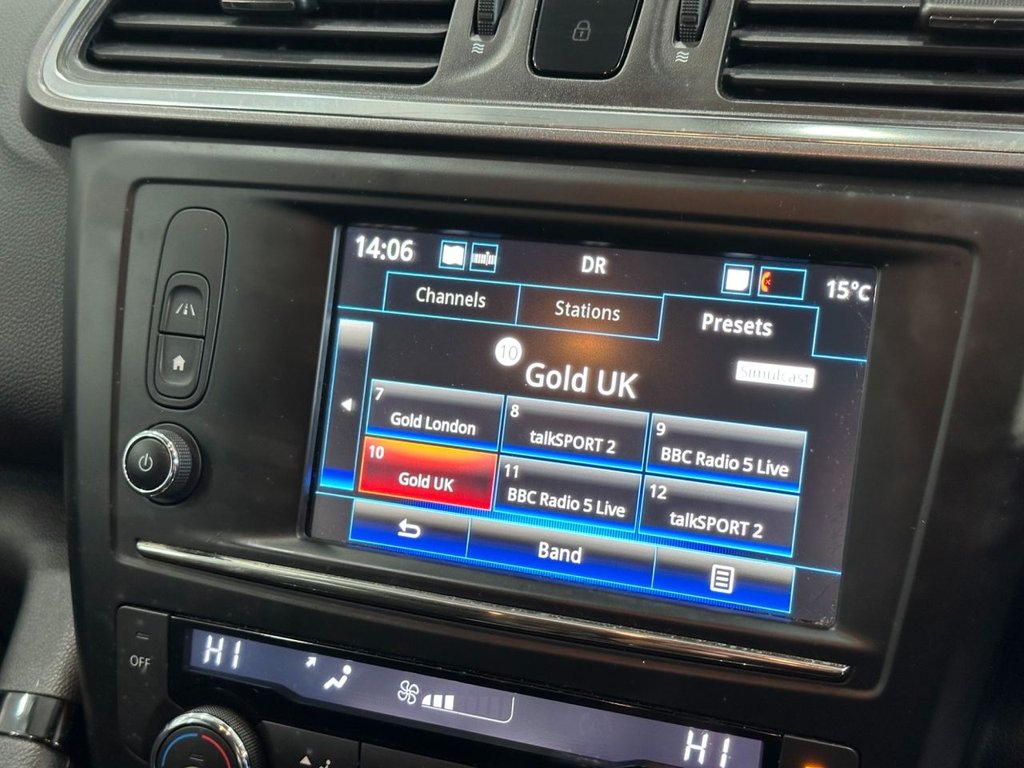 14:06
DR
15°C
Channels
Stations
Presets
10
Gold UK
Simulcast
7
Gold London
8
talkSPORT 2
9
BBC Radio 5 Live
10
Gold UK
11
BBC Radio 5 Live
12
talkSPORT 2
Band
OFF
HI
HI